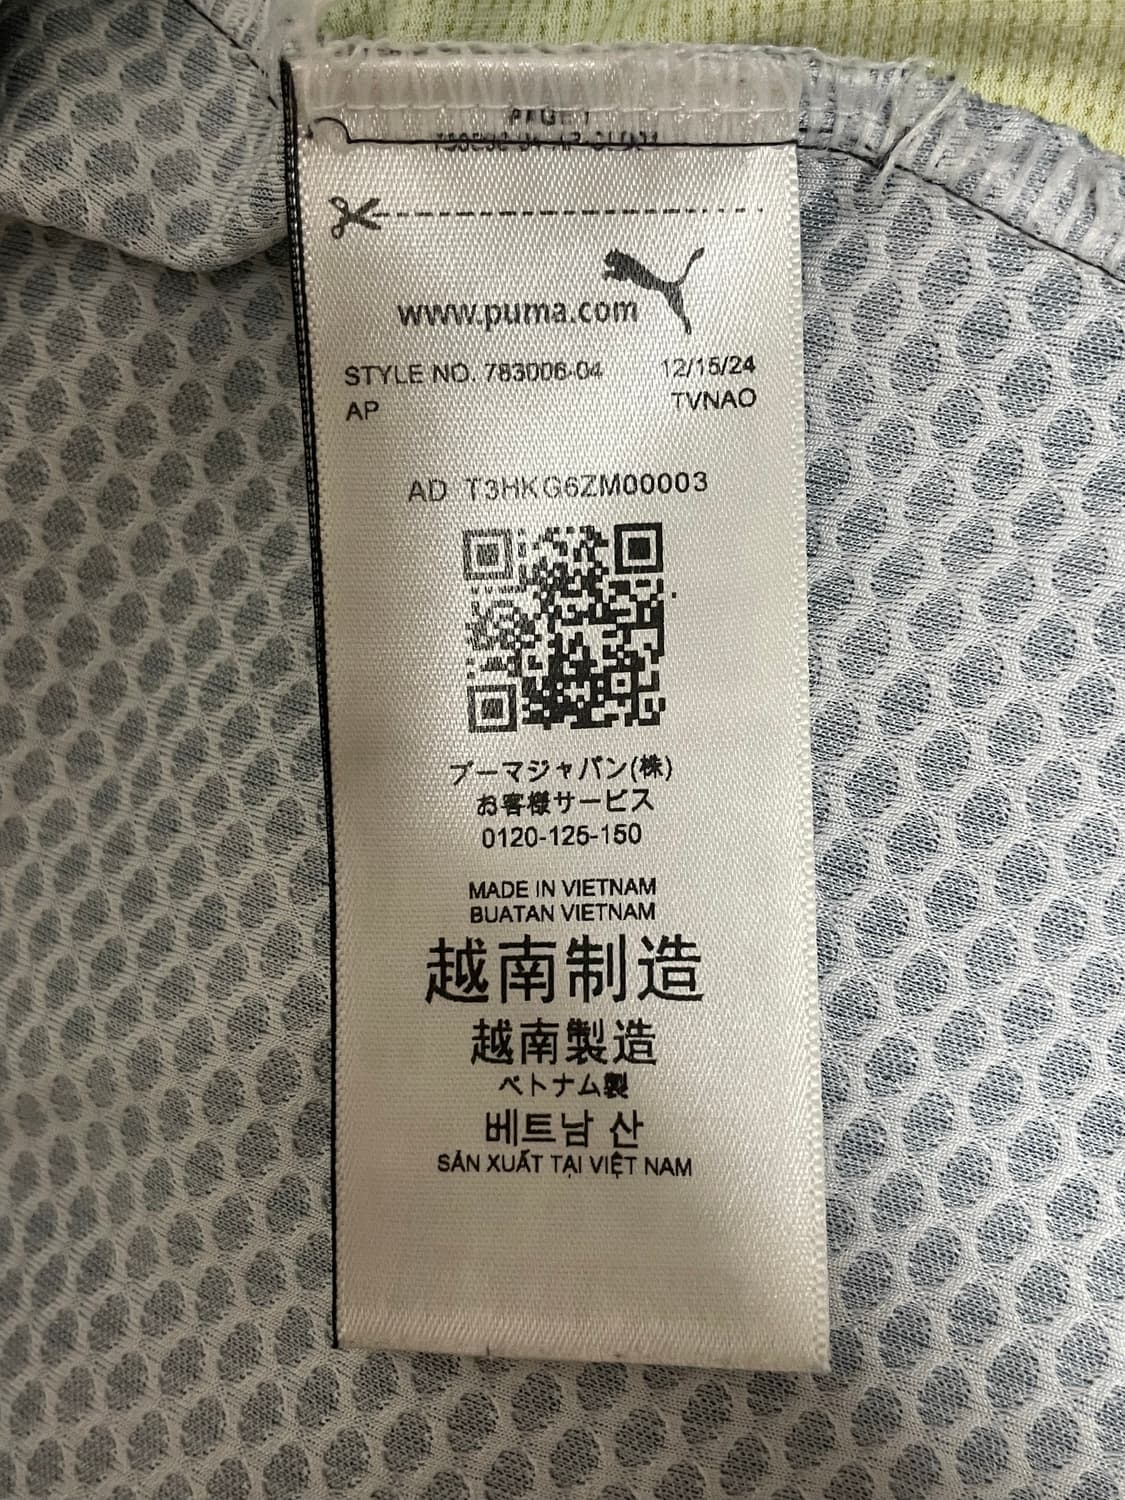 PAGE 1
www.puma.com
STYLE NO. 783006-04 12/15/24
AP TVNAO
AD T3HKG6ZM00003
プーマジャパン(株)
お客様サービス
0120-125-150
MADE IN VIETNAM
BUATAN VIETNAM
越南制造
越南製造
ベトナム製
베트남 산
SẢN XUẤT TẠI VIỆT NAM